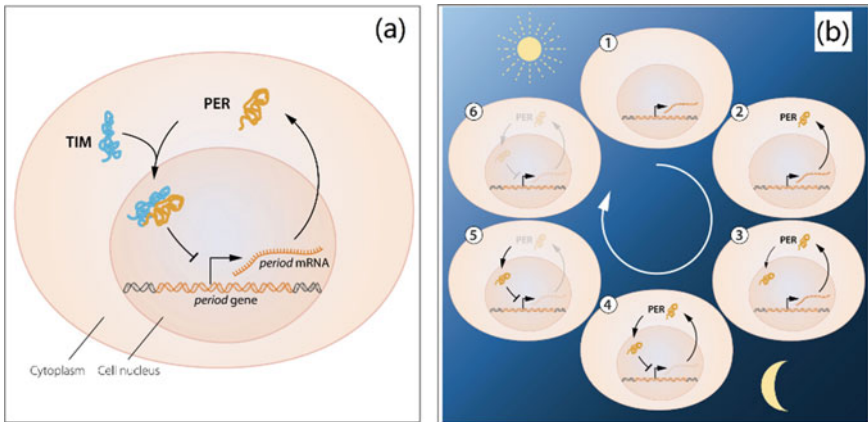 (a)
PER
TIM
period mRNA
period gene
Cytoplasm
Cell nucleus
(b)
1
6
PER
2
PER
5
PER
3
PER
4
PER